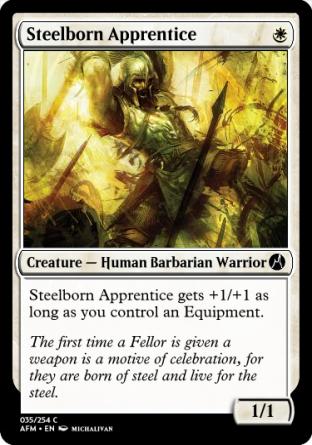 Steelborn Apprentice
Creature — Human Barbarian Warrior
Steelborn Apprentice gets +1/+1 as
long as you control an Equipment.
The first time a Fellor is given a
weapon is a motive of celebration, for
they are born of steel and live for the
steel.
1/1
035/254 C
AFM • EN MICHALIVAN